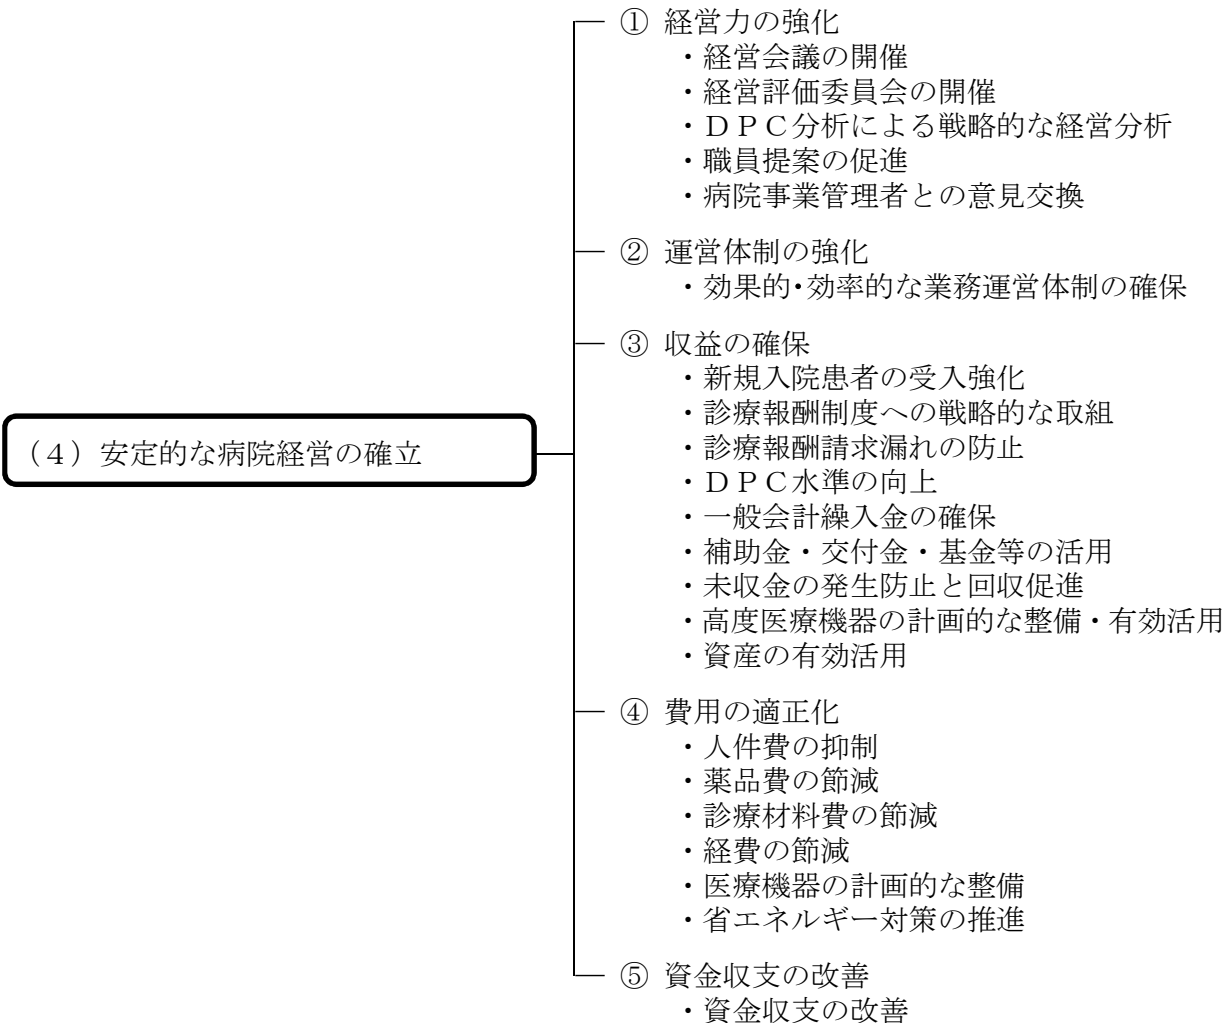 ① 経営力の強化
・経営会議の開催
・経営評価委員会の開催
・ＤＰＣ分析による戦略的な経営分析
・職員提案の促進
・病院事業管理者との意見交換
② 運営体制の強化
・効果的･効率的な業務運営体制の確保
③ 収益の確保
・新規入院患者の受入強化
・診療報酬制度への戦略的な取組
・診療報酬請求漏れの防止
・ＤＰＣ水準の向上
・一般会計繰入金の確保
・補助金・交付金・基金等の活用
・未収金の発生防止と回収促進
・高度医療機器の計画的な整備・有効活用
・資産の有効活用
（４）安定的な病院経営の確立
④ 費用の適正化
・人件費の抑制
・薬品費の節減
・診療材料費の節減
・経費の節減
・医療機器の計画的な整備
・省エネルギー対策の推進
⑤ 資金収支の改善
・資金収支の改善